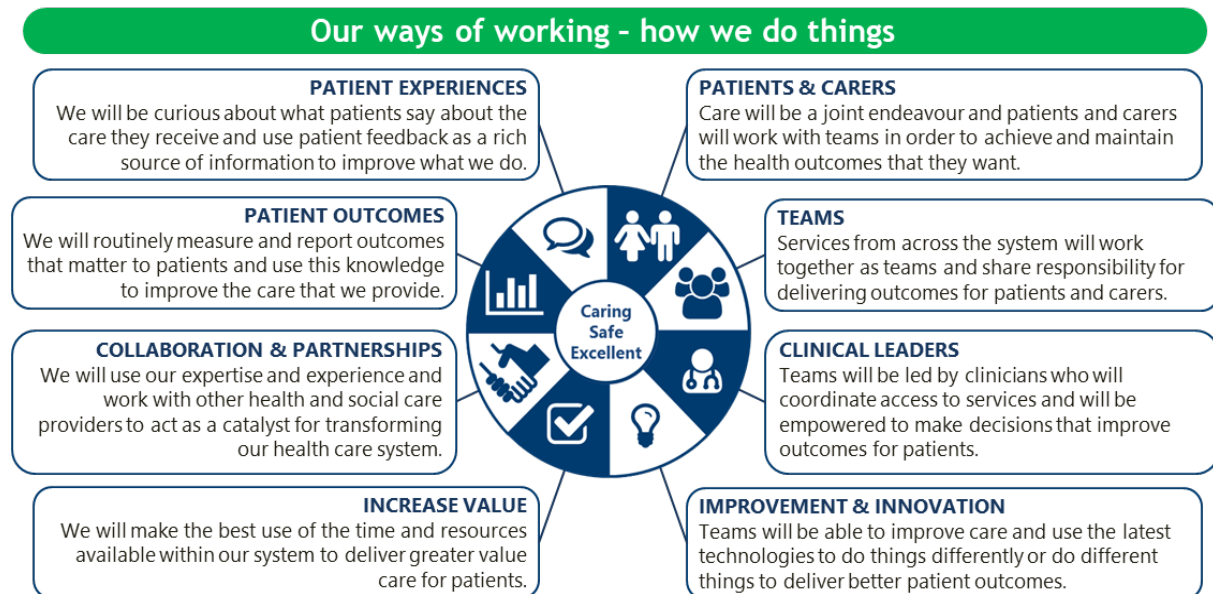 Our ways of working – how we do things
PATIENT EXPERIENCES
We will be curious about what patients say about the
care they receive and use patient feedback as a rich
source of information to improve what we do.
PATIENTS & CARERS
Care will be a joint endeavour and patients and carers
will work with teams in order to achieve and maintain
the health outcomes that they want.
PATIENT OUTCOMES
We will routinely measure and report outcomes
that matter to patients and use this knowledge
to improve the care that we provide.
TEAMS
Services from across the system will work
together as teams and share responsibility for
delivering outcomes for patients and carers.
Caring
Safe
Excellent
COLLABORATION & PARTNERSHIPS
We will use our expertise and experience and
work with other health and social care
providers to act as a catalyst for transforming
our health care system.
CLINICAL LEADERS
Teams will be led by clinicians who will
coordinate access to services and will be
empowered to make decisions that improve
outcomes for patients.
INCREASE VALUE
We will make the best use of the time and resources
available within our system to deliver greater value
care for patients.
IMPROVEMENT & INNOVATION
Teams will be able to improve care and use the latest
technologies to do things differently or do different
things to deliver better patient outcomes.